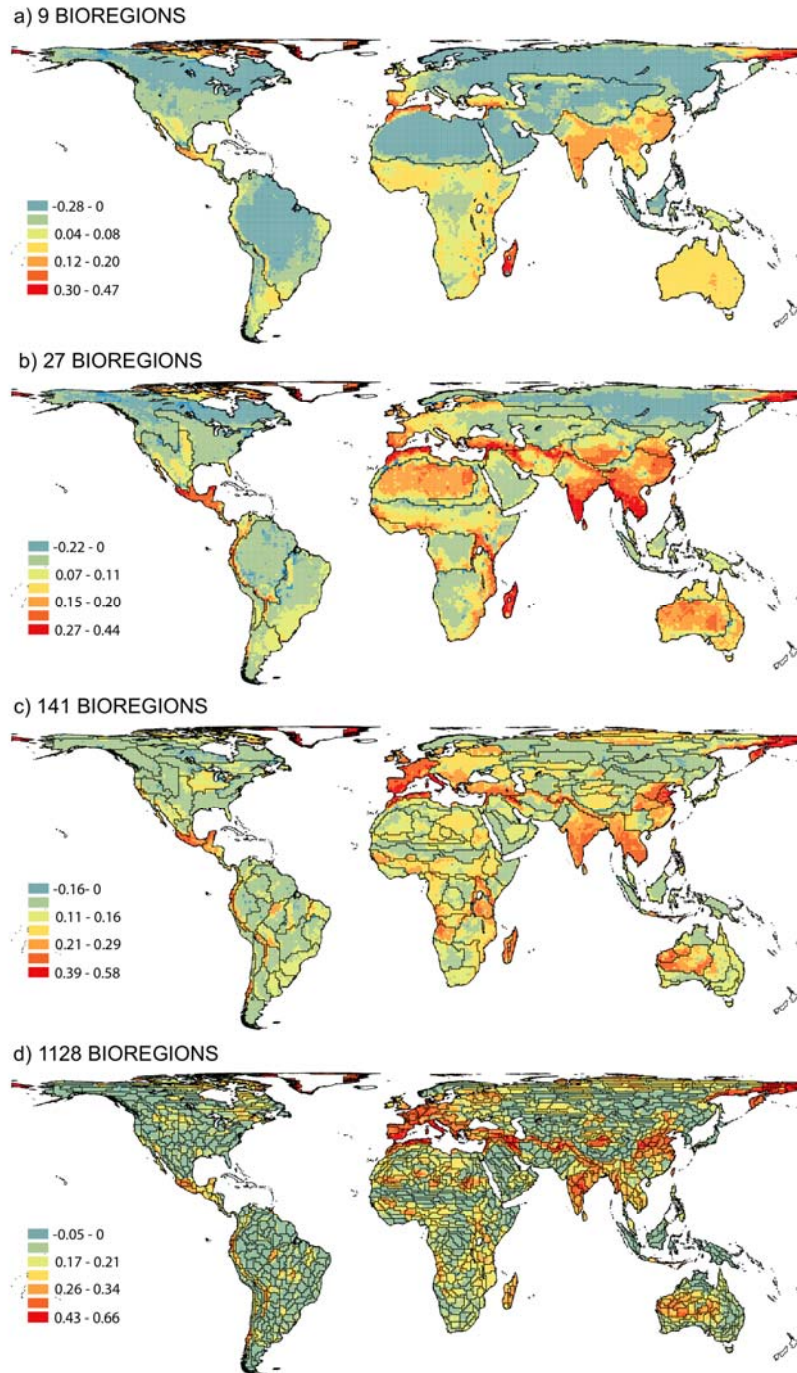 a) 9 BIOREGIONS
-0.28 - 0
0.04 - 0.08
0.12 - 0.20
0.30 - 0.47
b) 27 BIOREGIONS
-0.22 - 0
0.07 - 0.11
0.15 - 0.20
0.27 - 0.44
c) 141 BIOREGIONS
-0.16 - 0
0.11 - 0.16
0.21 - 0.29
0.39 - 0.58
d) 1128 BIOREGIONS
-0.05 - 0
0.17 - 0.21
0.26 - 0.34
0.43 - 0.66